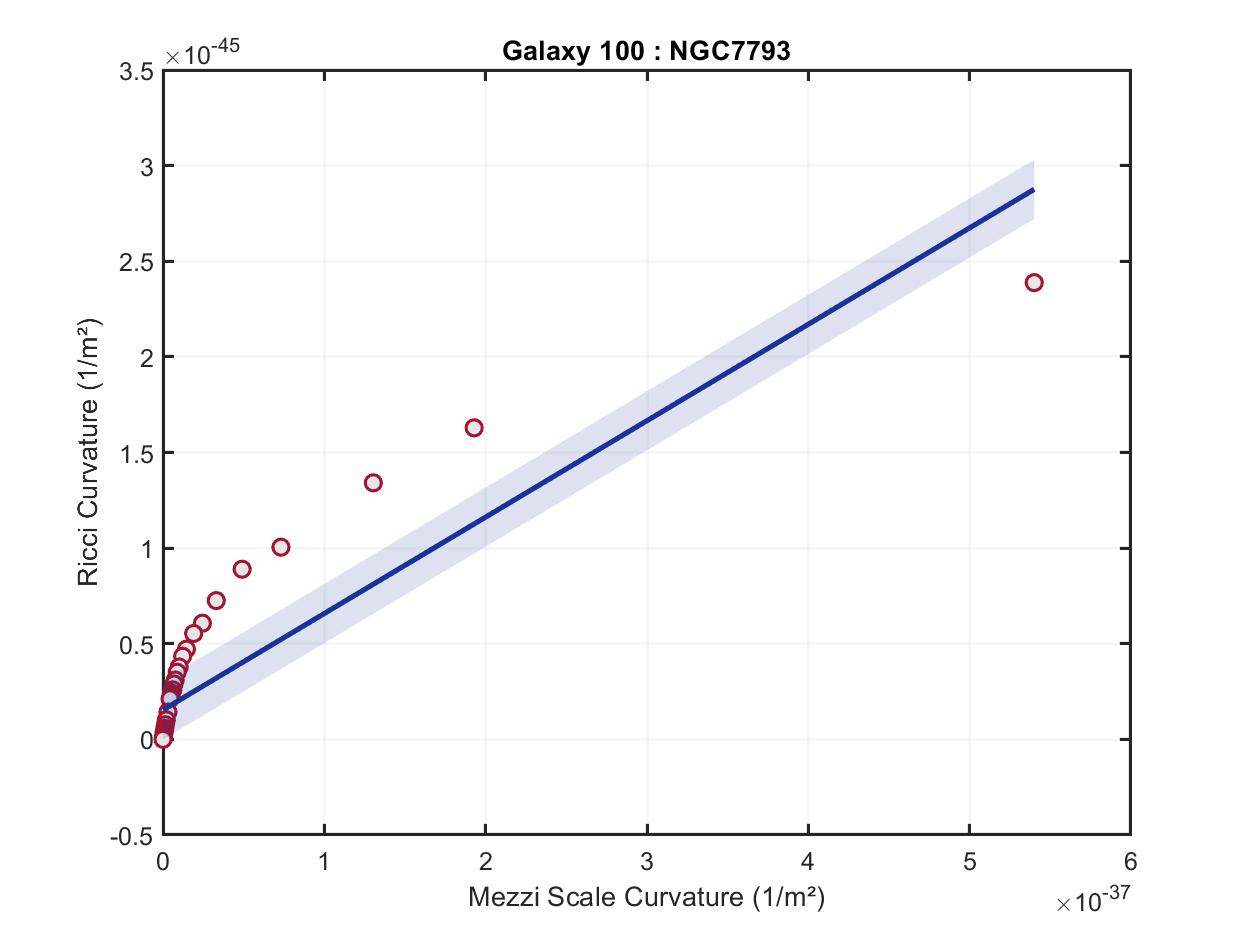 ×10⁻⁴⁵
Galaxy 100 : NGC7793
3.5
3
2.5
2
1.5
1
0.5
0
-0.5
Ricci Curvature (1/m²)
0 1 2 3 4 5 6
Mezzi Scale Curvature (1/m²)
×10⁻³⁷